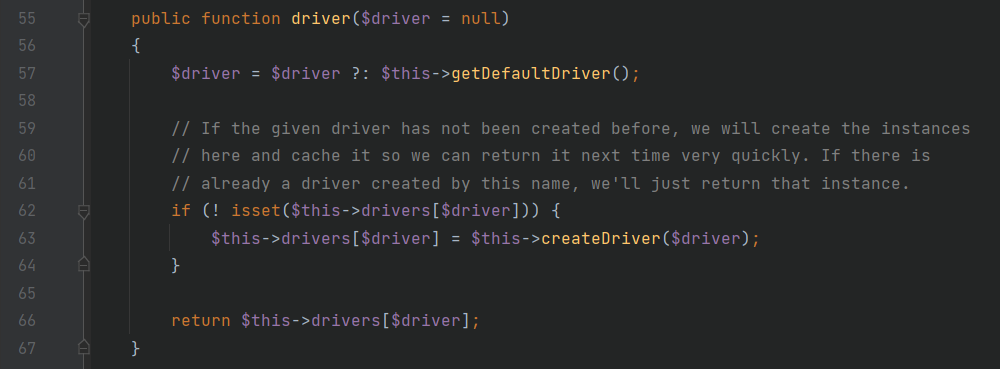 55 public function driver($driver = null)
56 {
57 $driver = $driver ?: $this->getDefaultDriver();
58
59 // If the given driver has not been created before, we will create the instances
60 // here and cache it so we can return it next time very quickly. If there is
61 // already a driver created by this name, we'll just return that instance.
62 if (! isset($this->drivers[$driver])) {
63 $this->drivers[$driver] = $this->createDriver($driver);
64 }
65
66 return $this->drivers[$driver];
67 }